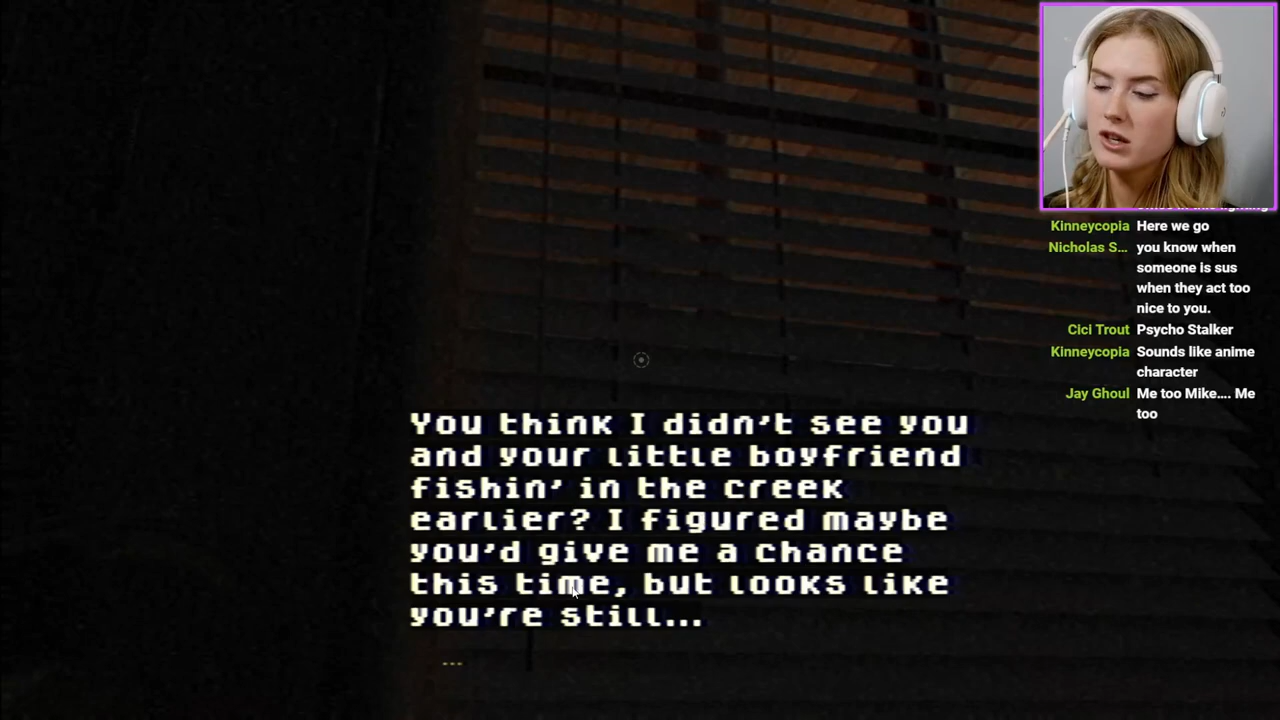 Kinneycopia Here we go
Nicholas S... you know when
someone is sus
when they act too
nice to you.
Cici Trout Psycho Stalker
Kinneycopia Sounds like anime
character
Jay Ghoul Me too Mike.... Me
too
You think I didn't see you
and your little boyfriend
fishin' in the creek
earlier? I figured maybe
you'd give me a chance
this time, but looks like
you're still...
...